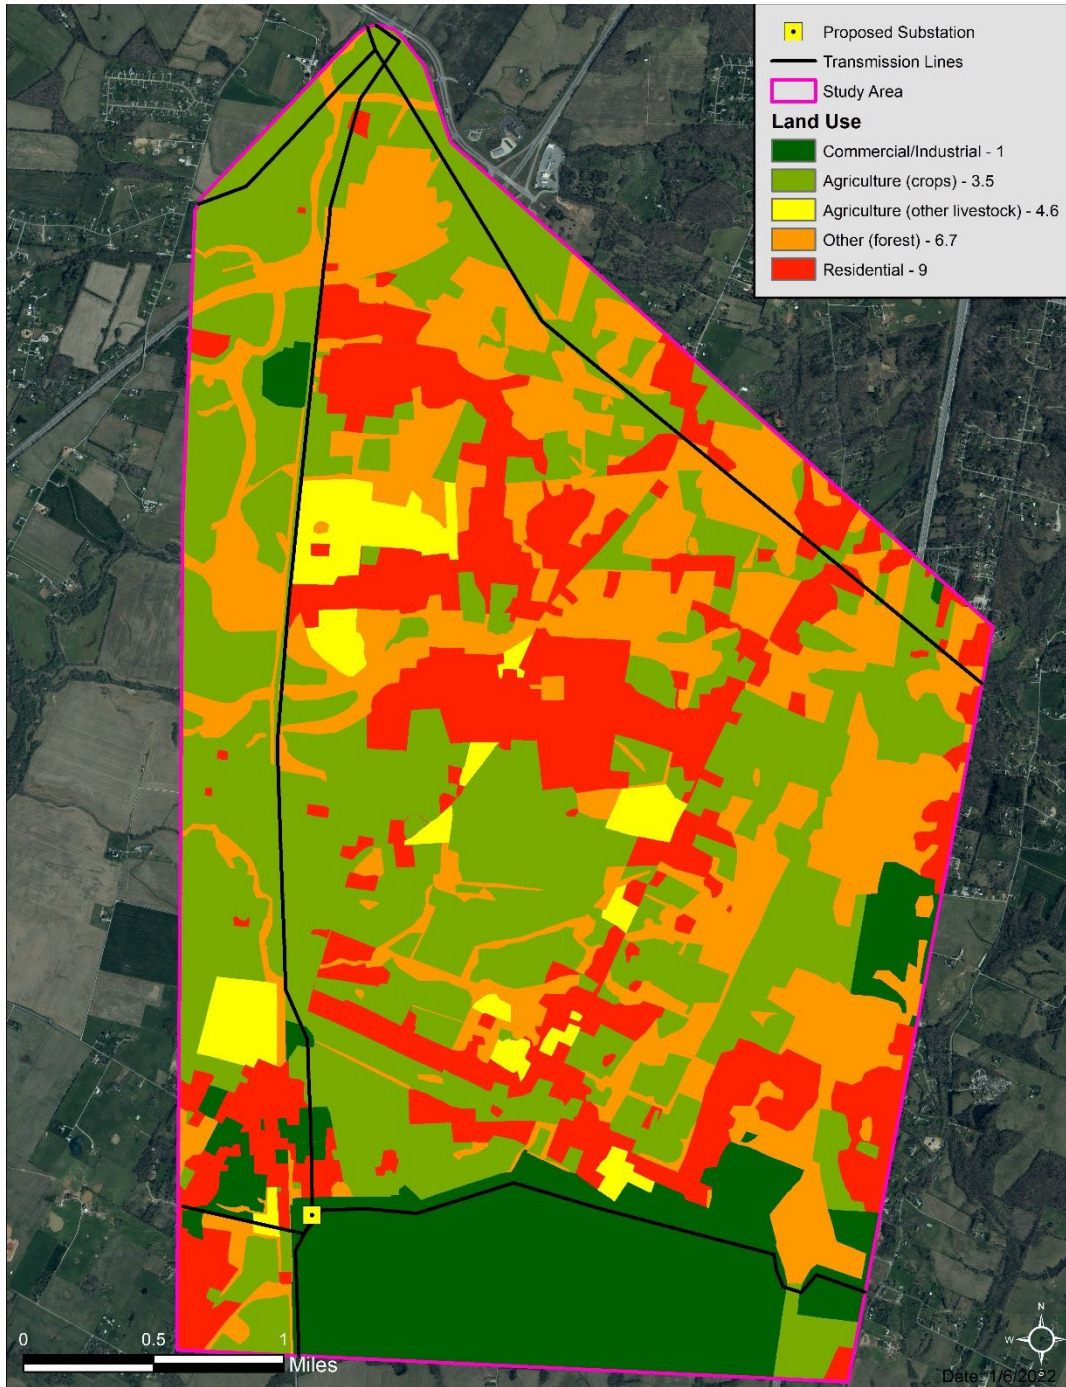 Proposed Substation
Transmission Lines
Study Area
Land Use
Commercial/Industrial - 1
Agriculture (crops) - 3.5
Agriculture (other livestock) - 4.6
Other (forest) - 6.7
Residential - 9
0 0.5 1
Miles
N
W E
S
Date: 1/6/2022